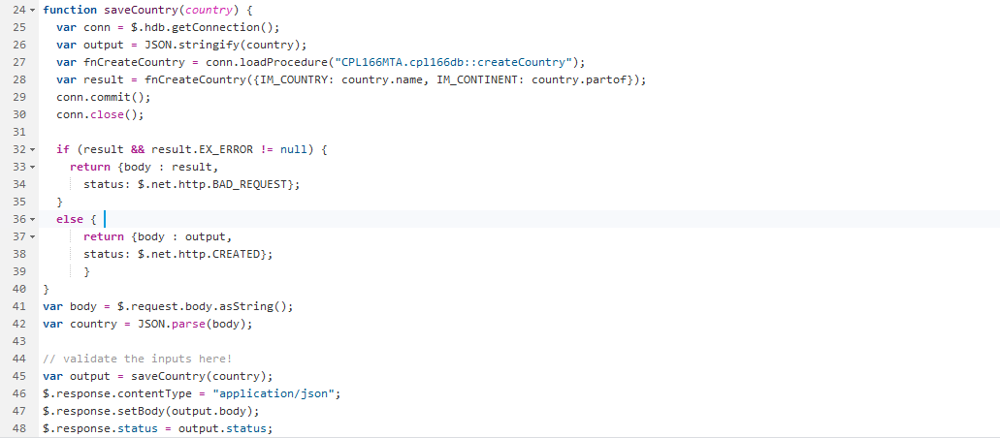 24 function saveCountry(country) {
25 var conn = $.hdb.getConnection();
26 var output = JSON.stringify(country);
27 var fnCreateCountry = conn.loadProcedure("CPL166MTA.cpl166db::createCountry");
28 var result = fnCreateCountry({IM_COUNTRY: country.name, IM_CONTINENT: country.partof});
29 conn.commit();
30 conn.close();
31
32 if (result && result.EX_ERROR != null) {
33 return {body : result,
34 status: $.net.http.BAD_REQUEST};
35 }
36 else {
37 return {body : output,
38 status: $.net.http.CREATED};
39 }
40 }
41 var body = $.request.body.asString();
42 var country = JSON.parse(body);
43
44 // validate the inputs here!
45 var output = saveCountry(country);
46 $.response.contentType = "application/json";
47 $.response.setBody(output.body);
48 $.response.status = output.status;